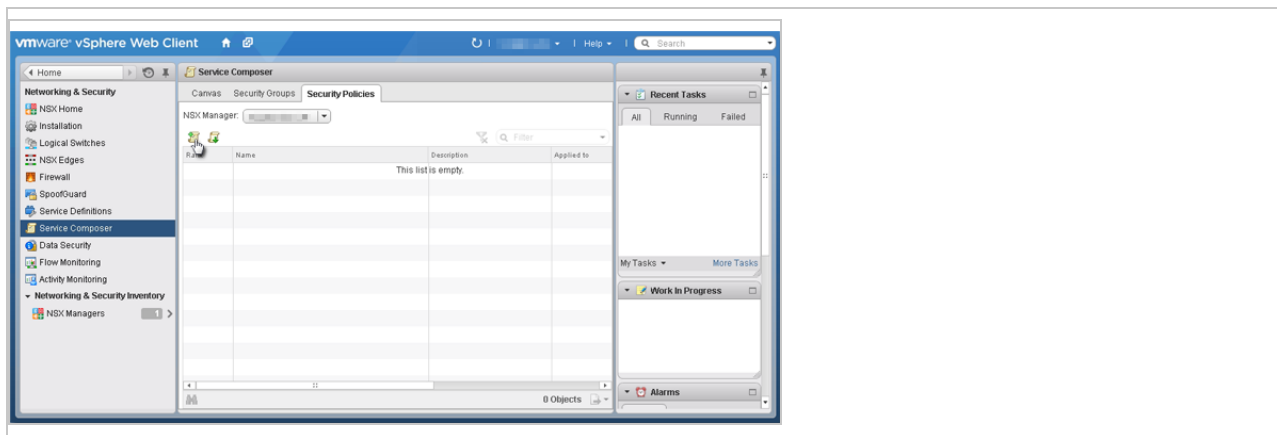 vmware® vSphere Web Client
Help
Search
Home
Networking & Security
NSX Home
Installation
Logical Switches
NSX Edges
Firewall
SpoofGuard
Service Definitions
Service Composer
Data Security
Flow Monitoring
Activity Monitoring
Networking & Security Inventory
NSX Managers 1
Service Composer
Canvas Security Groups Security Policies
NSX Manager:
Filter
Name Description Applied to
This list is empty.
0 Objects
Recent Tasks
All Running Failed
My Tasks More Tasks
Work In Progress
Alarms